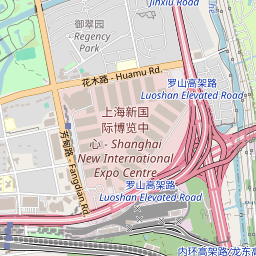 Jinxiu Road
御翠园
- Regency
Park
花木路 - Huamu Rd.
罗山高架路
Luoshan Elevated Road
上海新国
际博览中
心 - Shanghai
New International
Expo Centre
芳甸路 - Fangdian Rd.
罗山高架路
Luoshan Elevated Road
内环高架路/龙东高